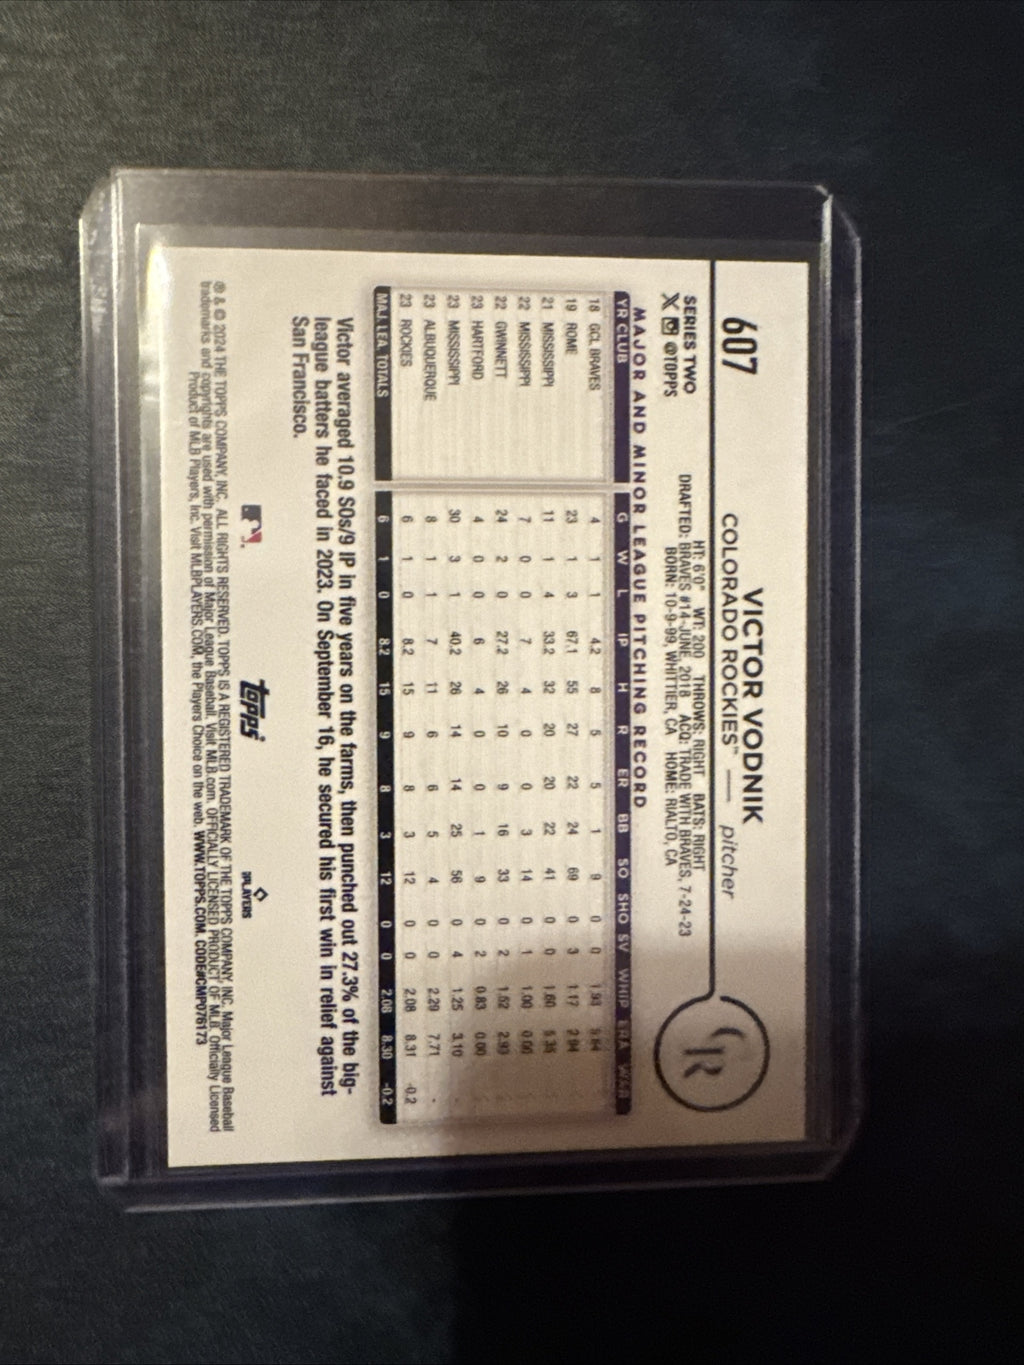 607
VICTOR VODNIK
COLORADO ROCKIES™ — pitcher
SERIES TWO
X @TOPPS
HT: 6'0" WT: 200 THROWS: RIGHT BATS: RIGHT
DRAFTED: BRAVES #14-JUNE, 2018 ACQ: TRADE WITH BRAVES, 7-24-23
BORN: 10-9-99, WHITTIER, CA HOME: RIALTO, CA
CR
MAJOR AND MINOR LEAGUE PITCHING RECORD
YR CLUB G W L IP H R ER BB SO SHO SV WHIP ERA WAR
18 GCL BRAVES 4 1 1 4.2 8 5 5 1 9 0 0 1.93 9.64 -
19 ROME 23 1 3 67.1 55 27 22 24 69 0 3 1.17 2.94 -
21 MISSISSIPPI 11 1 4 33.2 32 20 20 22 41 0 0 1.60 5.35 -
22 MISSISSIPPI 7 0 0 7 4 0 0 3 14 0 1 1.00 0.00 -
22 GWINNETT 24 2 0 27.2 26 10 9 16 33 0 2 1.52 2.93 -
23 HARTFORD 4 0 0 6 4 0 0 1 9 0 2 0.83 0.00 -
23 MISSISSIPPI 30 3 1 40.2 26 14 14 25 56 0 4 1.25 3.10 -
23 ALBUQUERQUE 8 1 1 7 11 6 6 5 4 0 0 2.29 7.71 -
23 ROCKIES 6 1 0 8.2 15 9 8 3 12 0 0 2.08 8.31 -0.2
MAJ. LEA. TOTALS 6 1 0 8.2 15 9 8 3 12 0 0 2.08 8.30 -0.2
Victor averaged 10.9 SOs/9 IP in five years on the farms, then punched out 27.3% of the big-
league batters he faced in 2023. On September 16, he secured his first win in relief against
San Francisco.
topps
PLAYERS
® & © 2024 THE TOPPS COMPANY, INC. ALL RIGHTS RESERVED. TOPPS IS A REGISTERED TRADEMARK OF THE TOPPS COMPANY, INC. Major League Baseball
trademarks and copyrights are used with permission of Major League Baseball. Visit MLB.com. OFFICIALLY LICENSED PRODUCT OF MLB. Officially Licensed
Product of MLB Players, Inc. Visit MLBPLAYERS.COM, the Players Choice on the web. WWW.TOPPS.COM. CODE#CMP076173